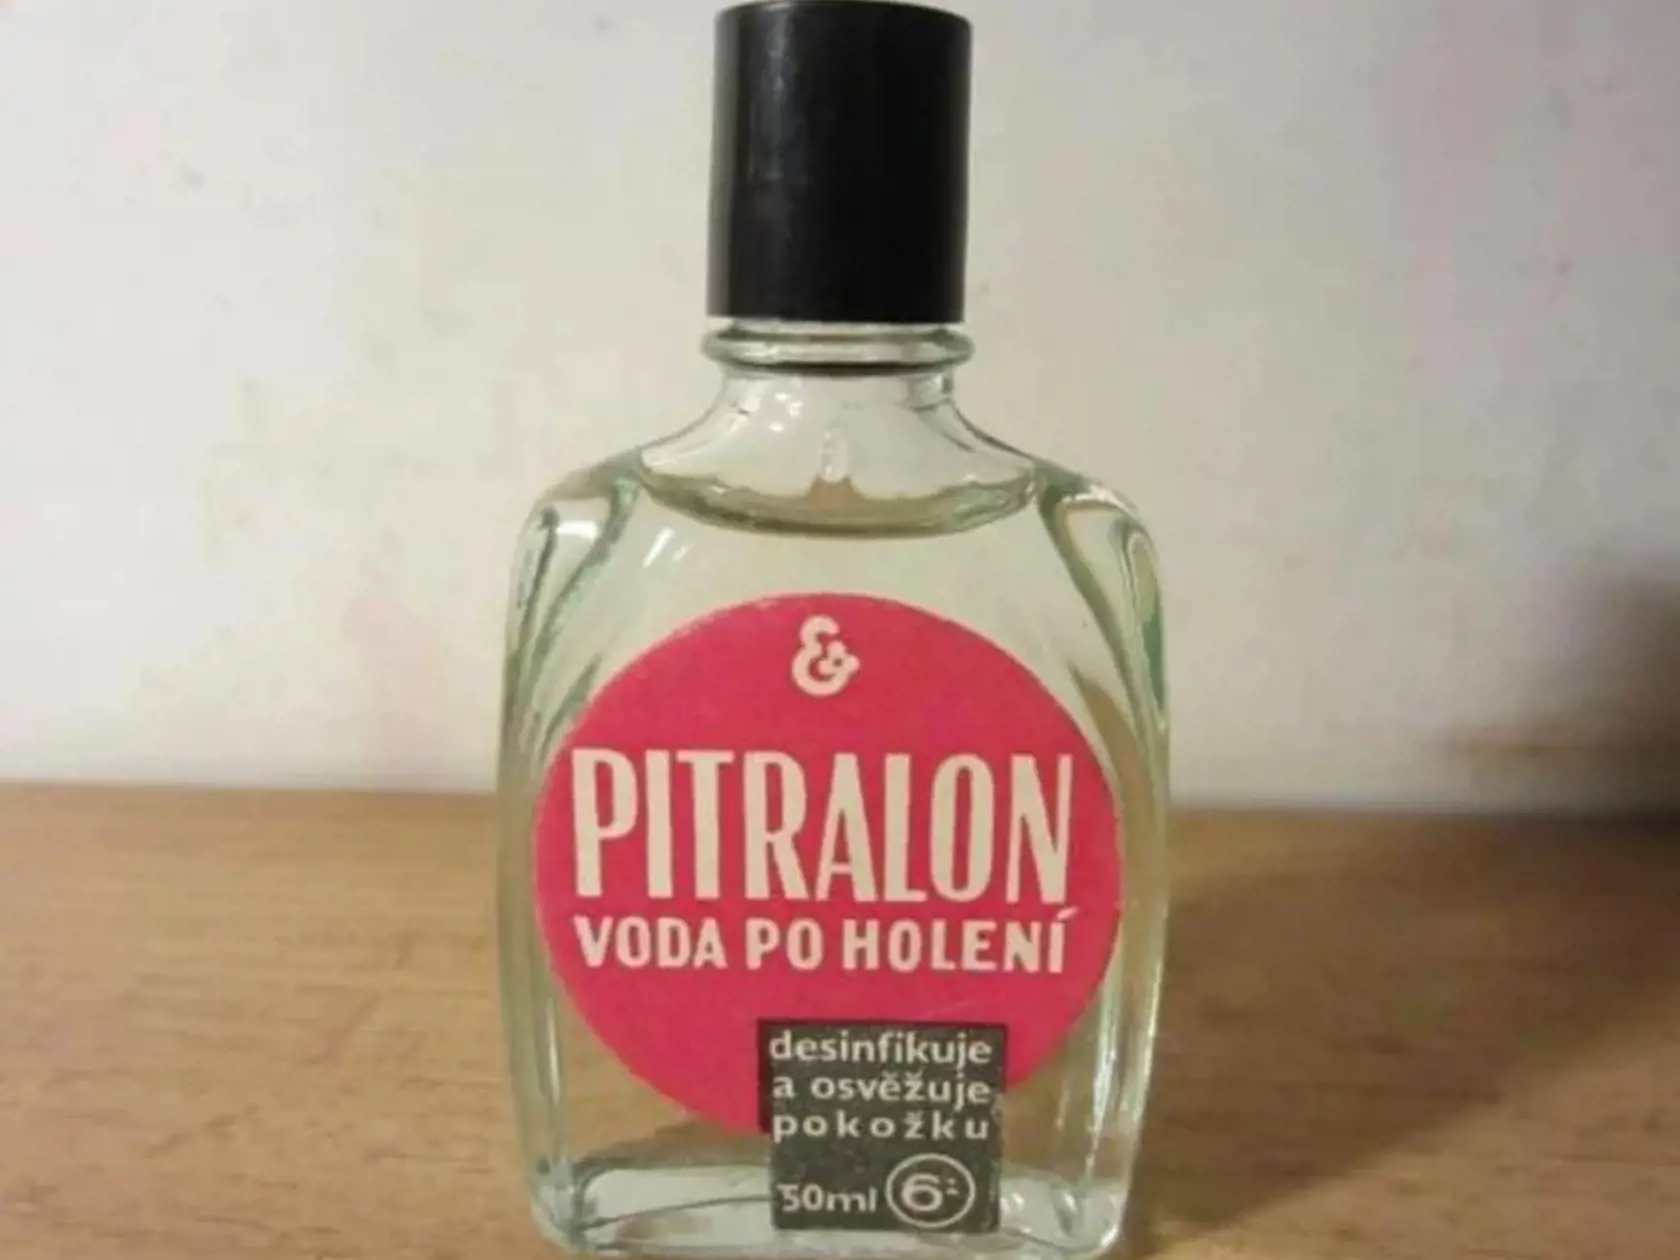 &
PITRALON
VODA PO HOLENÍ
desinfikuje
a osvěžuje
pokožku
50ml 6:-